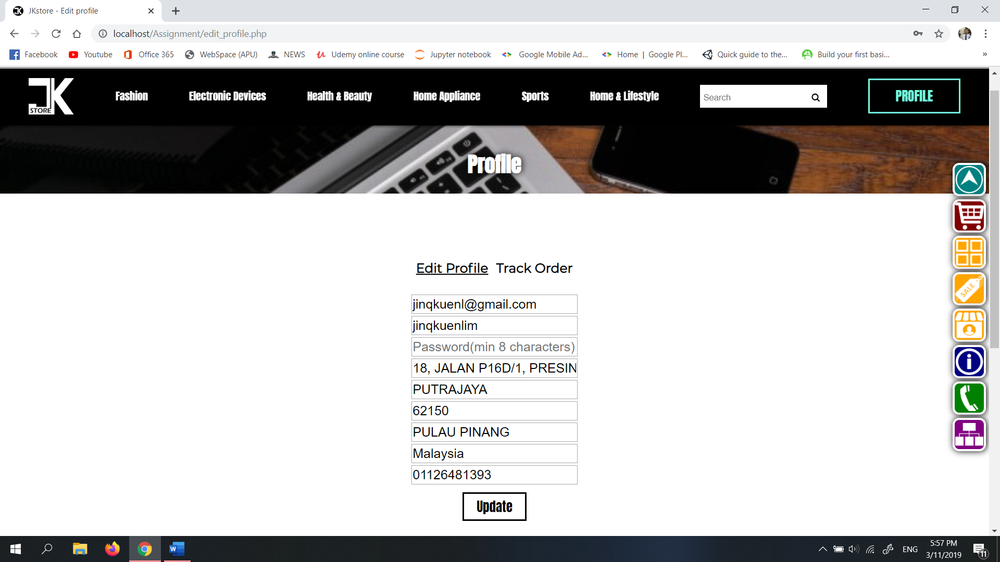 JKstore - Edit profile
localhost/Assignment/edit_profile.php
Facebook Youtube Office 365 WebSpace (APU) NEWS Udemy online course Jupyter notebook Google Mobile Ad... Home | Google Pl... Quick guide to the... Build your first basi... »
JK STORE
Fashion Electronic Devices Health & Beauty Home Appliance Sports Home & Lifestyle Search PROFILE
Profile
SALE
Edit Profile Track Order
jinqkuenl@gmail.com
jinqkuenlim
Password(min 8 characters)
18, JALAN P16D/1, PRESIN
PUTRAJAYA
62150
PULAU PINANG
Malaysia
01126481393
Update
ENG
5:57 PM
3/11/2019
11